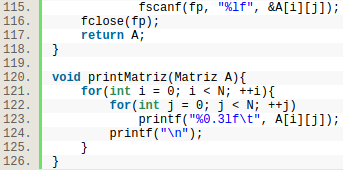 115.             fscanf(fp, "%lf", &A[i][j]);
116.     fclose(fp);
117.     return A;
118. }
119.
120. void printMatriz(Matriz A){
121.     for(int i = 0; i < N; ++i){
122.         for(int j = 0; j < N; ++j)
123.             printf("%0.3lf\t", A[i][j]);
124.         printf("\n");
125.     }
126. }